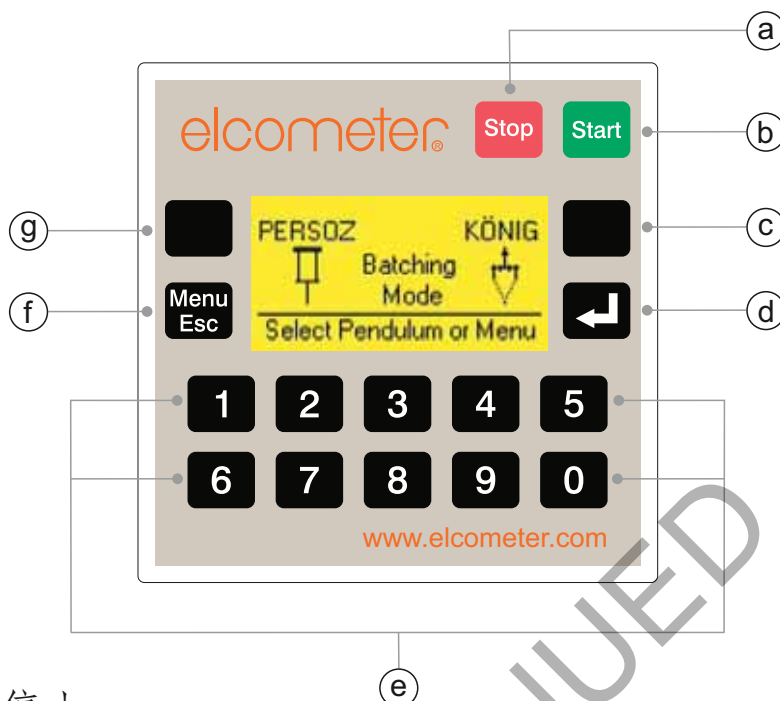 a
elcometer®
Stop
Start
b
g
PERSOZ
KÖNIG
c
Batching
Mode
Menu
Esc
f
d
Select Pendulum or Menu
1 2 3 4 5
6 7 8 9 0
www.elcometer.com
e